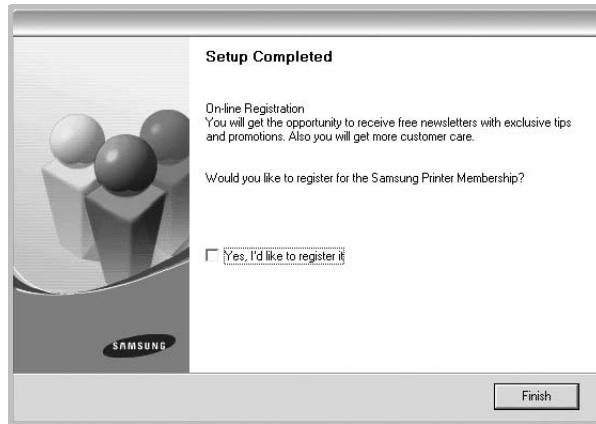 Setup Completed
On-line Registration
You will get the opportunity to receive free newsletters with exclusive tips
and promotions. Also you will get more customer care.
Would you like to register for the Samsung Printer Membership?
Yes, I'd like to register it
SAMSUNG
Finish